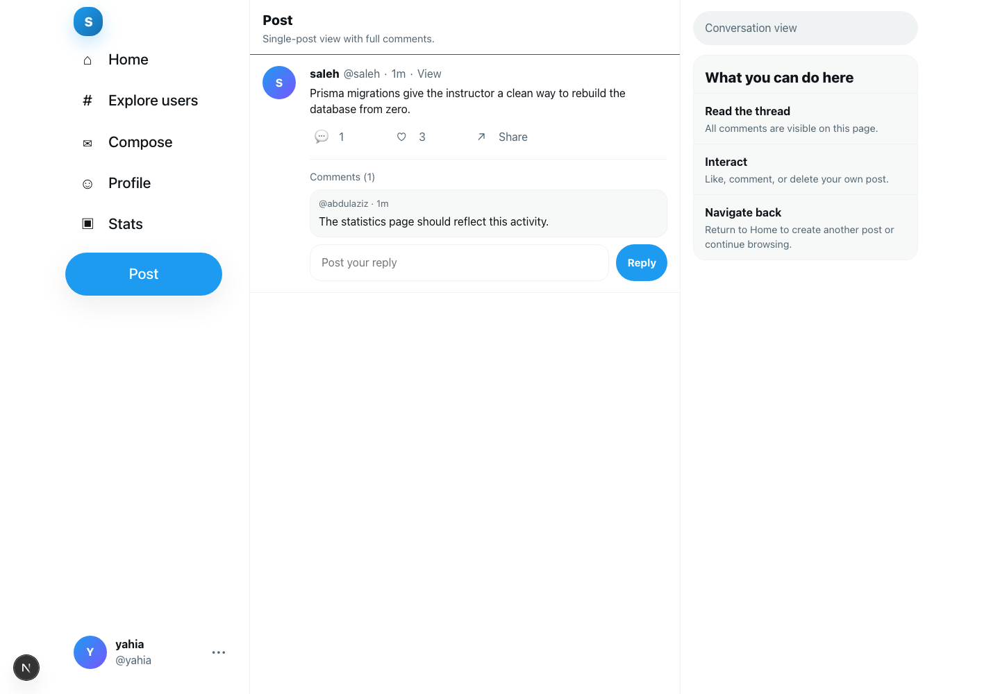 S
Home
# Explore users
Compose
Profile
Stats
Post
yahia
@yahia
Y
N
Post
Single-post view with full comments.
S
saleh @saleh · 1m · View
Prisma migrations give the instructor a clean way to rebuild the
database from zero.
1
3
Share
Comments (1)
@abdulaziz · 1m
The statistics page should reflect this activity.
Post your reply
Reply
Conversation view
What you can do here
Read the thread
All comments are visible on this page.
Interact
Like, comment, or delete your own post.
Navigate back
Return to Home to create another post or
continue browsing.